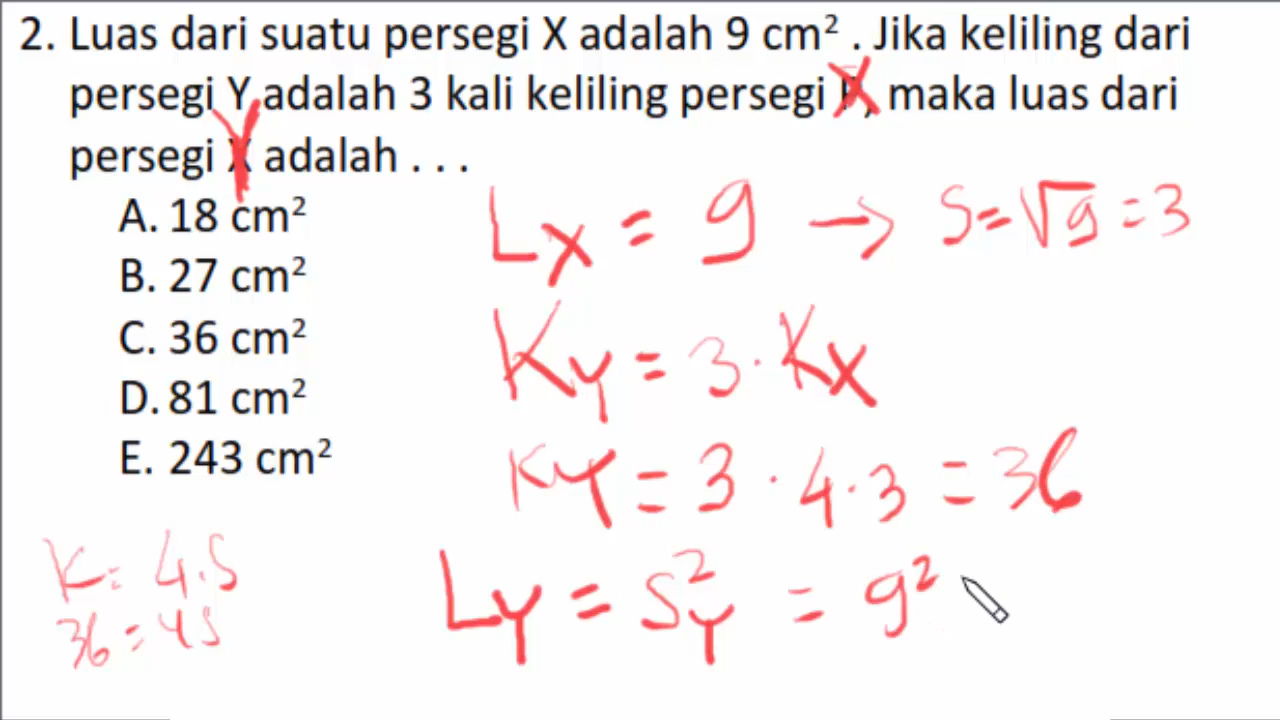 2. Luas dari suatu persegi X adalah 9 cm² . Jika keliling dari
persegi Y adalah 3 kali keliling persegi X, maka luas dari
persegi Y adalah . . .
A. 18 cm²
B. 27 cm²
C. 36 cm²
D. 81 cm²
E. 243 cm²
Lx = 9 → S = √9 = 3
Ky = 3 · Kx
Ky = 3 · 4 · 3 = 36
K = 4.S
36 = 4S
Ly = S²y = 9²